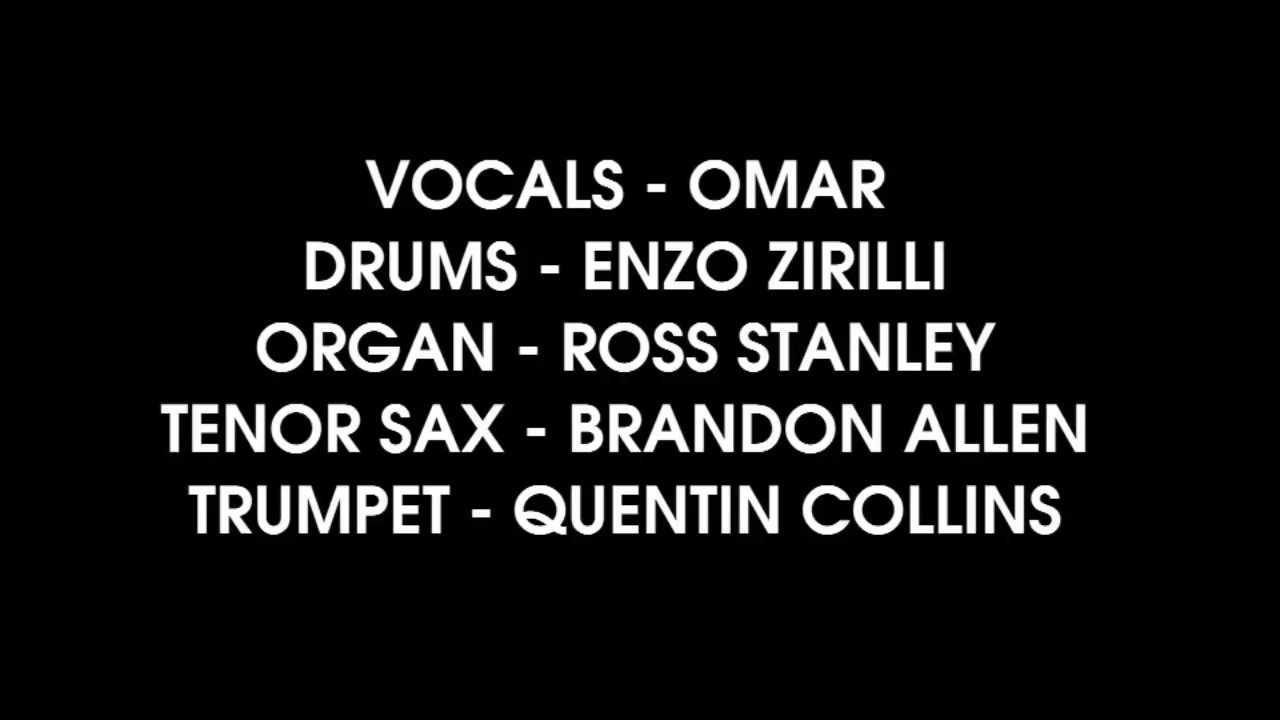 VOCALS - OMAR
DRUMS - ENZO ZIRILLI
ORGAN - ROSS STANLEY
TENOR SAX - BRANDON ALLEN
TRUMPET - QUENTIN COLLINS